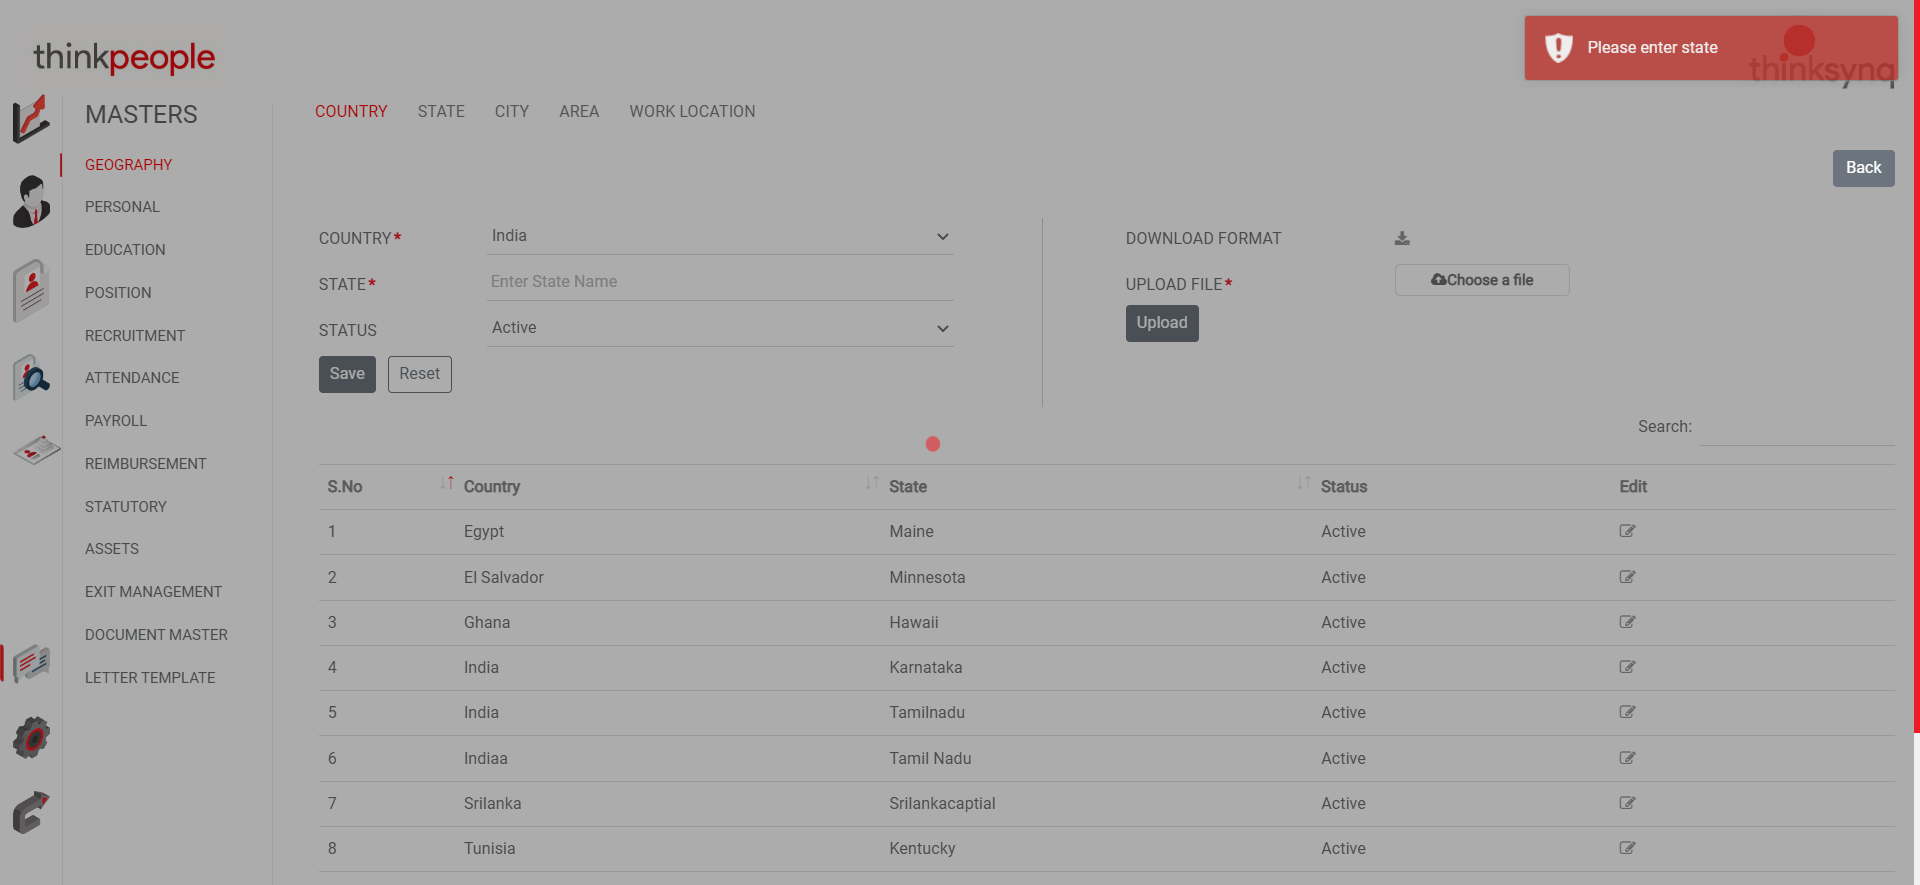 thinkpeople
Please enter state
thinksynq
MASTERS
GEOGRAPHY
PERSONAL
EDUCATION
POSITION
RECRUITMENT
ATTENDANCE
PAYROLL
REIMBURSEMENT
STATUTORY
ASSETS
EXIT MANAGEMENT
DOCUMENT MASTER
LETTER TEMPLATE
COUNTRY STATE CITY AREA WORK LOCATION
Back
COUNTRY* India
STATE* Enter State Name
STATUS Active
Save Reset
DOWNLOAD FORMAT
UPLOAD FILE* Choose a file
Upload
Search:
S.No Country State Status Edit
1 Egypt Maine Active
2 El Salvador Minnesota Active
3 Ghana Hawaii Active
4 India Karnataka Active
5 India Tamilnadu Active
6 Indiaa Tamil Nadu Active
7 Srilanka Srilankacaptial Active
8 Tunisia Kentucky Active